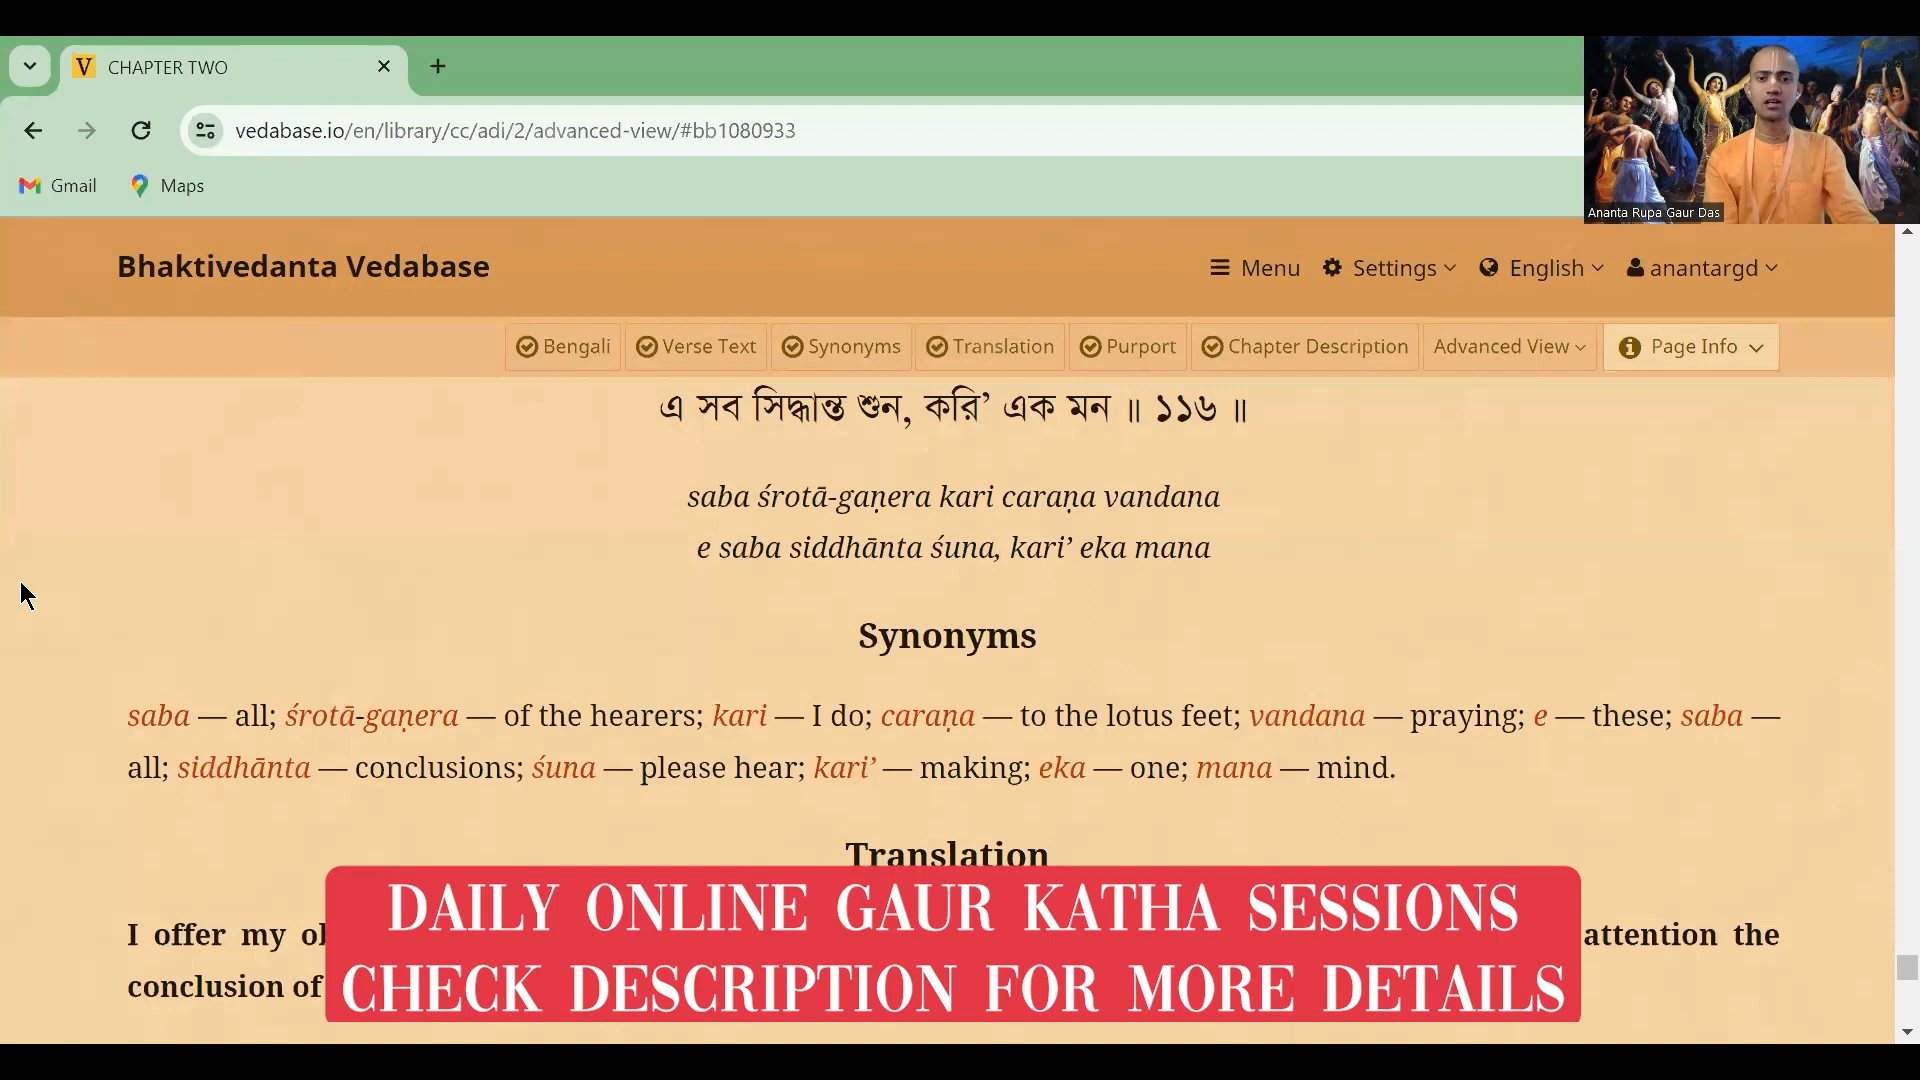 CHAPTER TWO
vedabase.io/en/library/cc/adi/2/advanced-view/#bb1080933
Gmail Maps
Ananta Rupa Gaur Das
Bhaktivedanta Vedabase
Menu Settings English anantargd
Bengali Verse Text Synonyms Translation Purport Chapter Description Advanced View Page Info
এ সব সিদ্ধান্ত শুন, করি’ এক মন ॥ ১১৬ ॥
saba śrotā-gaṇera kari caraṇa vandana
e saba siddhānta śuna, kari’ eka mana
Synonyms
saba — all; śrotā-gaṇera — of the hearers; kari — I do; caraṇa — to the lotus feet; vandana — praying; e — these; saba —
all; siddhānta — conclusions; śuna — please hear; kari’ — making; eka — one; mana — mind.
Translation
I offer my attention the
conclusion of
DAILY ONLINE GAUR KATHA SESSIONS
CHECK DESCRIPTION FOR MORE DETAILS